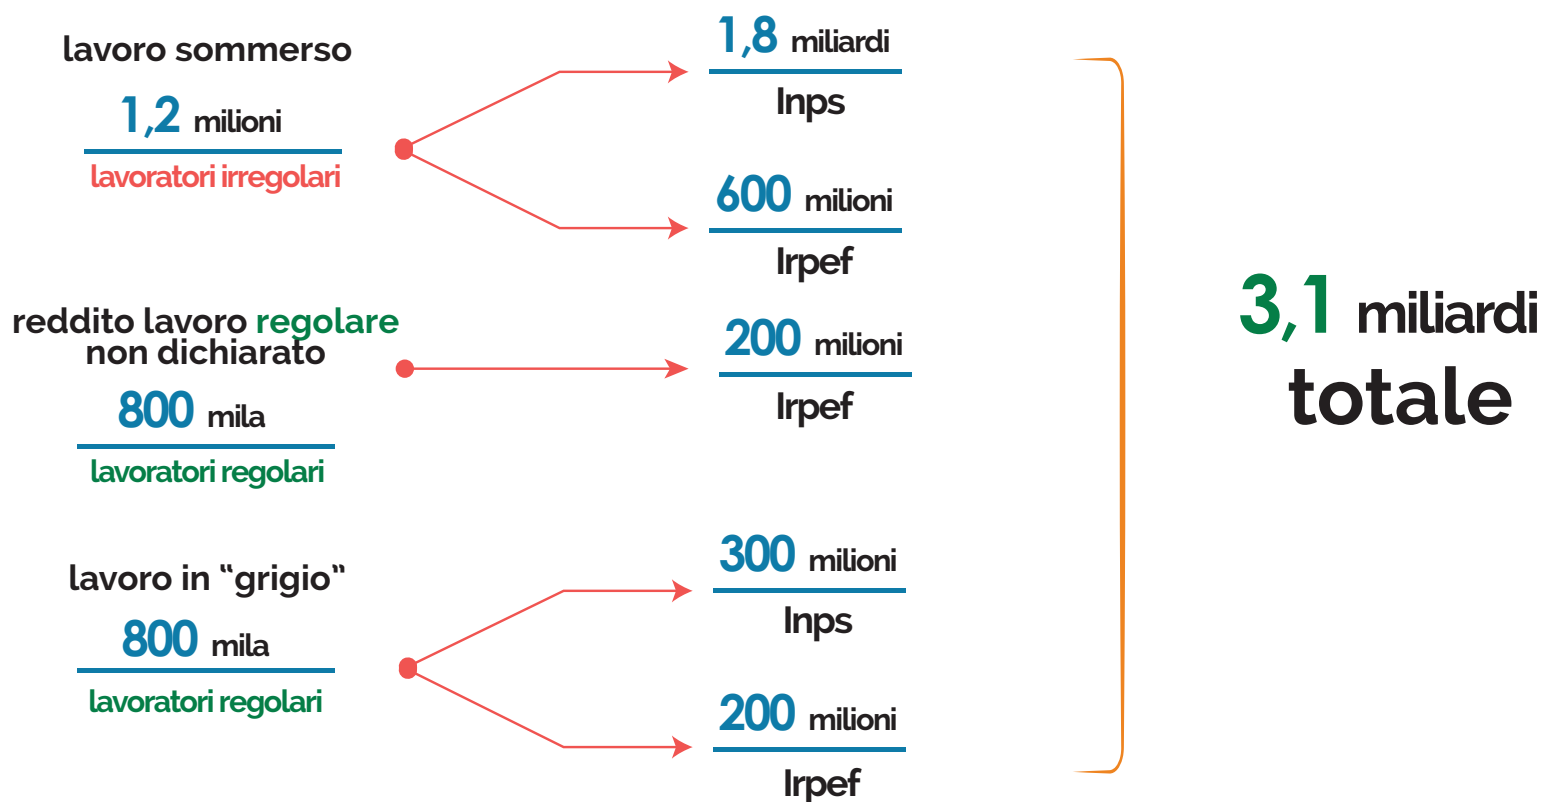 lavoro sommerso
1,2 milioni
lavoratori irregolari
1,8 miliardi
Inps
600 milioni
Irpef
reddito lavoro regolare
non dichiarato
800 mila
lavoratori regolari
200 milioni
Irpef
lavoro in “grigio”
800 mila
lavoratori regolari
300 milioni
Inps
200 milioni
Irpef
3,1 miliardi
totale